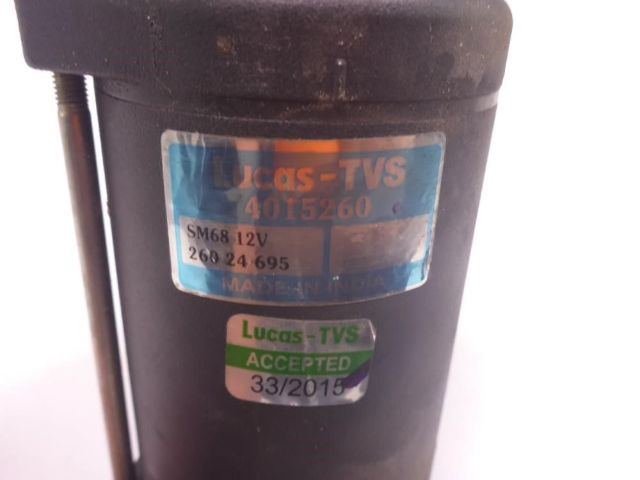 Lucas-TVS
4015260
SM68 12V
260 24 695
MADE IN INDIA
Lucas-TVS
ACCEPTED
33/2015